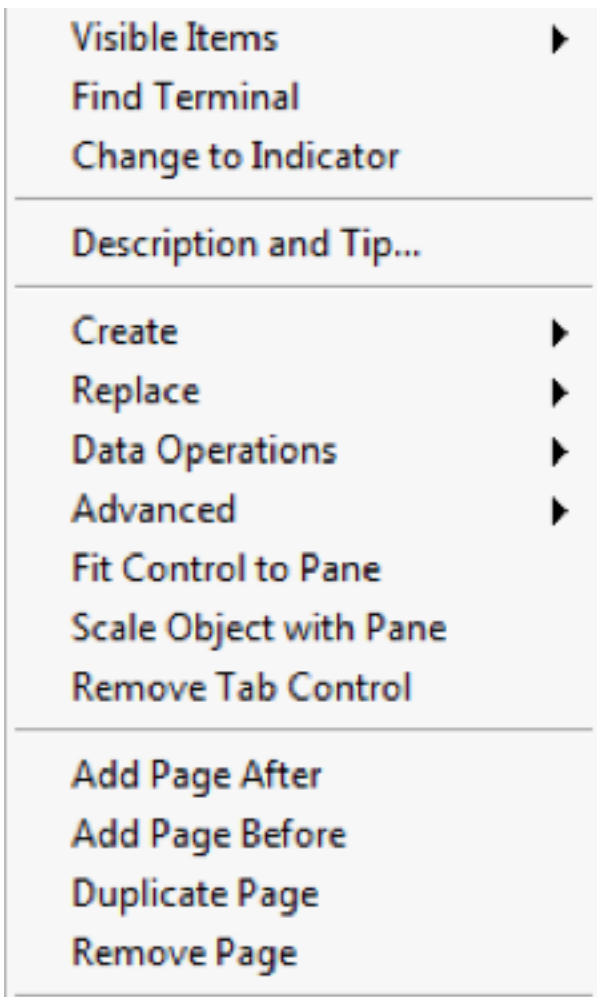 Visible Items
Find Terminal
Change to Indicator
Description and Tip...
Create
Replace
Data Operations
Advanced
Fit Control to Pane
Scale Object with Pane
Remove Tab Control
Add Page After
Add Page Before
Duplicate Page
Remove Page